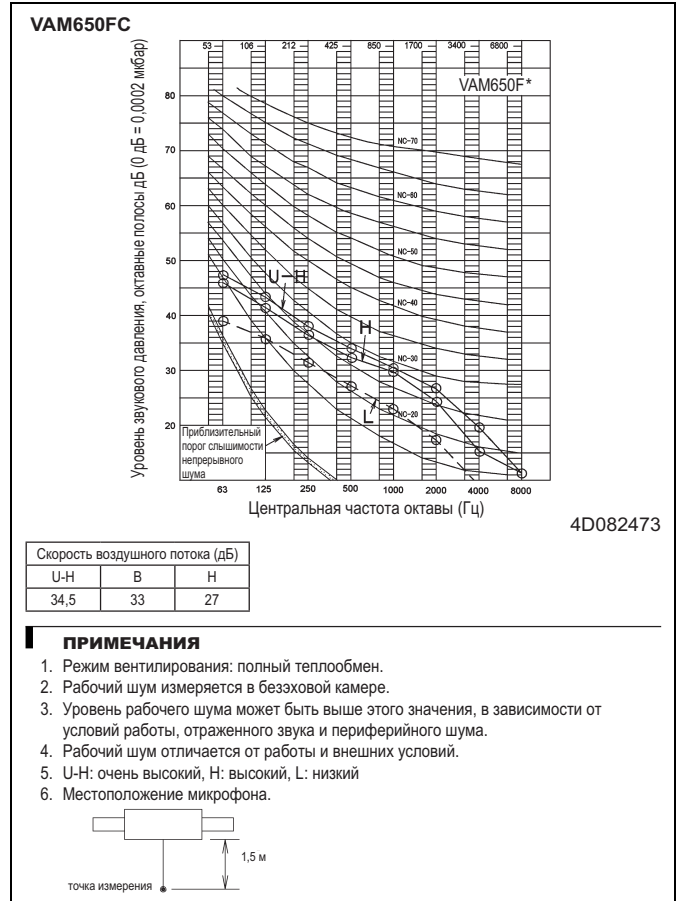 VAM650FC
53 106 212 425 850 1700 3400 6800
VAM650F*
Уровень звукового давления, октавные полосы дБ (0 дБ = 0,0002 мкбар)
80
70
60
50
40
30
20
NC-70
NC-60
NC-50
NC-40
NC-30
NC-20
U-H
H
L
Приблизительный
порог слышимости
непрерывного
шума
63 125 250 500 1000 2000 4000 8000
Центральная частота октавы (Гц)
4D082473
Скорость воздушного потока (дБ)
U-H В Н
34,5 33 27
ПРИМЕЧАНИЯ
1. Режим вентилирования: полный теплообмен.
2. Рабочий шум измеряется в безэховой камере.
3. Уровень рабочего шума может быть выше этого значения, в зависимости от
условий работы, отраженного звука и периферийного шума.
4. Рабочий шум отличается от работы и внешних условий.
5. U-H: очень высокий, H: высокий, L: низкий
6. Местоположение микрофона.
1,5 м
точка измерения